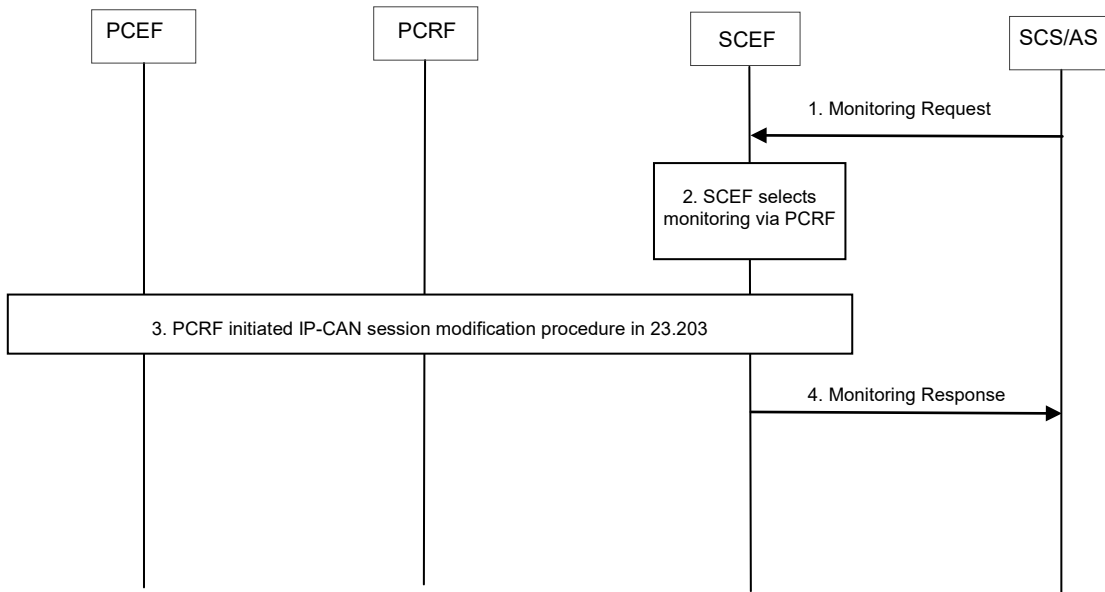 PCEF
PCRF
SCEF
SCS/AS
1. Monitoring Request
2. SCEF selects
monitoring via PCRF
3. PCRF initiated IP-CAN session modification procedure in 23.203
4. Monitoring Response